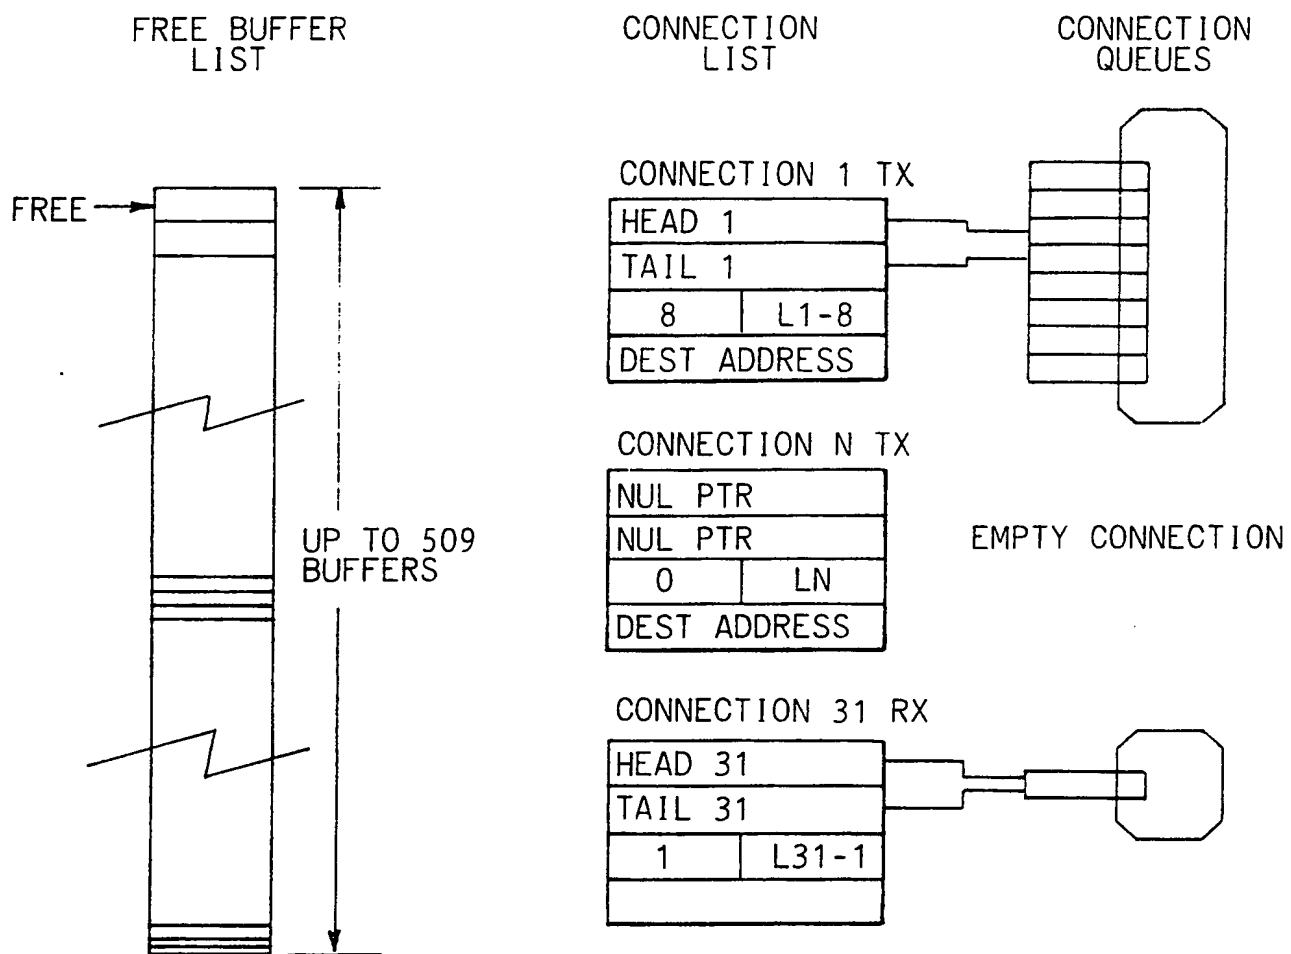 FREE BUFFER
LIST
CONNECTION
LIST
CONNECTION
QUEUES
FREE
UP TO 509
BUFFERS
CONNECTION 1 TX
HEAD 1
TAIL 1
8 L1-8
DEST ADDRESS
CONNECTION N TX
NUL PTR
NUL PTR
0 LN
DEST ADDRESS
EMPTY CONNECTION
CONNECTION 31 RX
HEAD 31
TAIL 31
1 L31-1